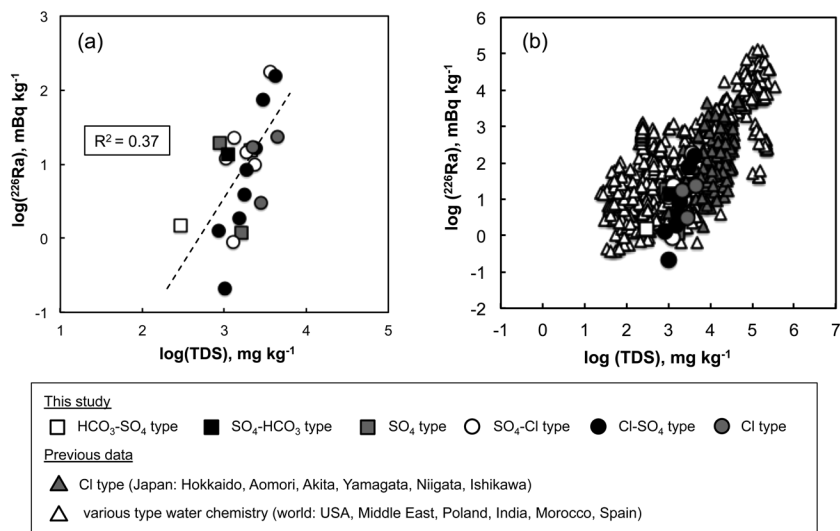 (a)
3
2
1
0
-1
R² = 0.37
log(²²⁶Ra), mBq kg⁻¹
1 2 3 4 5
log(TDS), mg kg⁻¹
(b)
6
5
4
3
2
1
0
-1
-2
log (²²⁶Ra), mBq kg⁻¹
-1 0 1 2 3 4 5 6 7
log (TDS), mg kg⁻¹
This study
HCO₃-SO₄ type SO₄-HCO₃ type SO₄ type SO₄-Cl type Cl-SO₄ type Cl type
Previous data
Cl type (Japan: Hokkaido, Aomori, Akita, Yamagata, Niigata, Ishikawa)
various type water chemistry (world: USA, Middle East, Poland, India, Morocco, Spain)